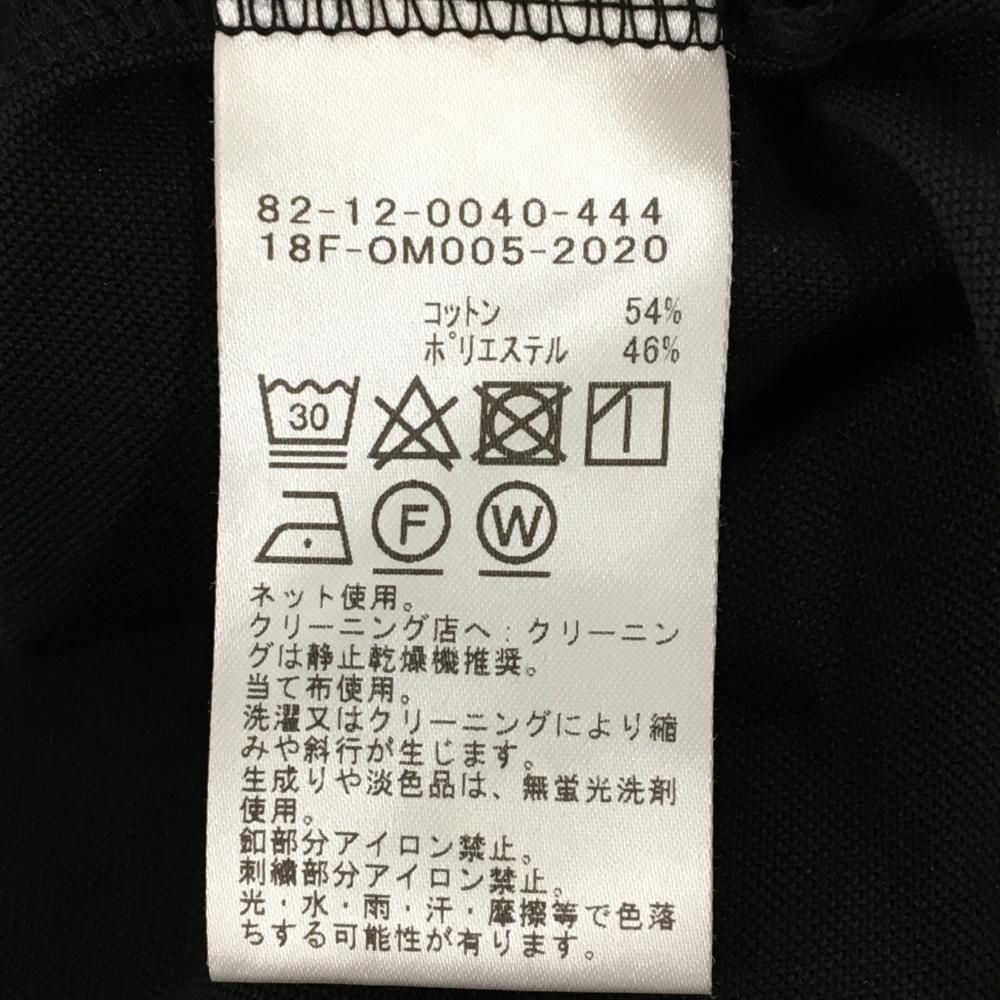 82-12-0040-444
18F-OM005-2020
コットン 54%
ポリエステル 46%
30
F W
ネット使用。
クリーニング店へ:クリーニン
グは静止乾燥機推奨。
当て布使用。
洗濯又はクリーニングにより縮
みや斜行が生じます。
生成りや淡色品は、無蛍光洗剤
使用。
釦部分アイロン禁止。
刺繍部分アイロン禁止。
光・水・雨・汗・摩擦等で色落
ちする可能性が有ります。